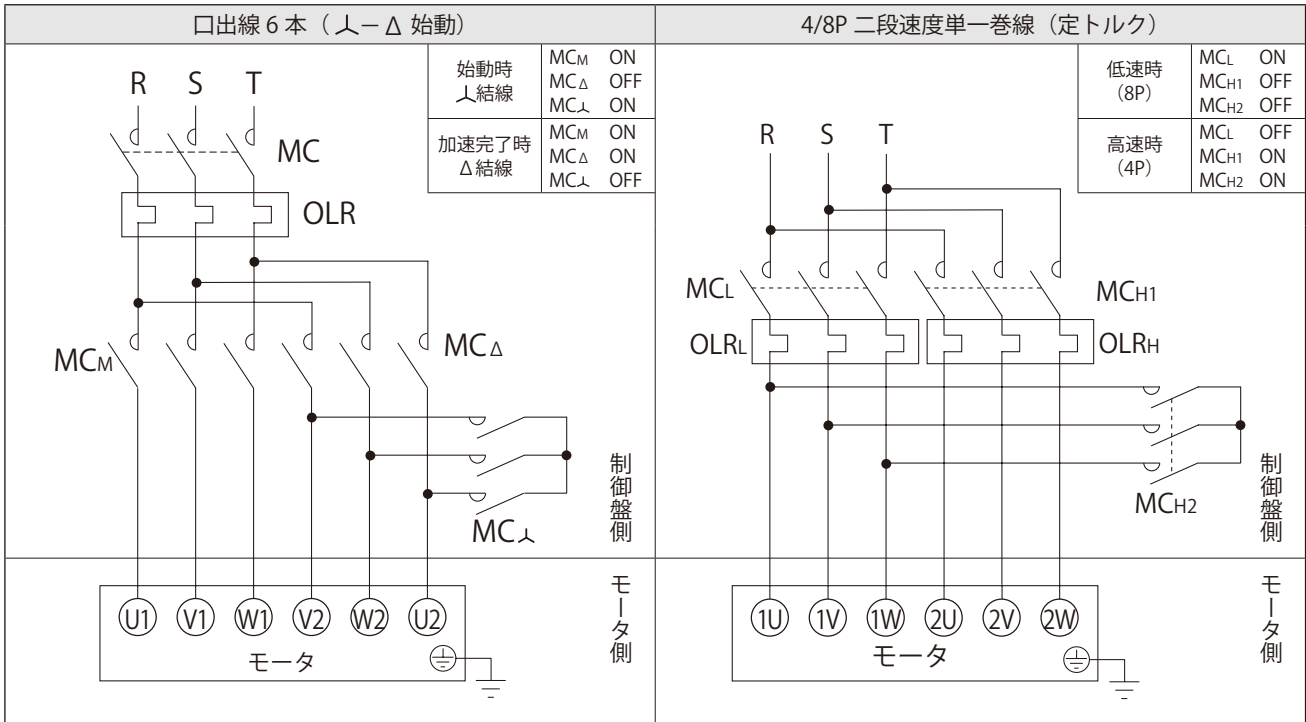 口出線 6 本（人－Δ 始動）
始動時
人結線
MCM ON
MCΔ OFF
MC人 ON
加速完了時
Δ結線
MCM ON
MCΔ ON
MC人 OFF
R S T
MC
OLR
MCM
MCΔ
MC人
制御盤側
U1 V1 W1 V2 W2 U2
モータ
モータ側
4/8P 二段速度単一巻線（定トルク）
低速時
（8P）
MCL ON
MCH1 OFF
MCH2 OFF
高速時
（4P）
MCL OFF
MCH1 ON
MCH2 ON
R S T
MCL
MCH1
OLRL
OLRH
MCH2
制御盤側
1U 1V 1W 2U 2V 2W
モータ
モータ側